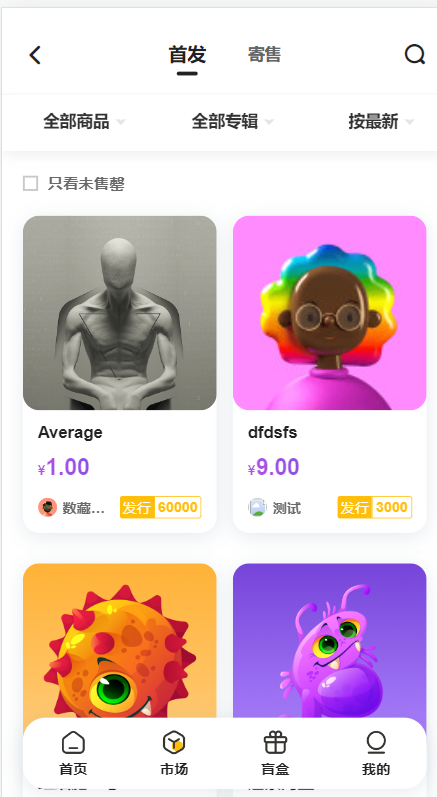 首发 寄售
全部商品 全部专辑 按最新
只看未售罄
Average dfdsfs
¥1.00 ¥9.00
数藏... 发行 60000 测试 发行 3000
首页 市场 盲盒 我的